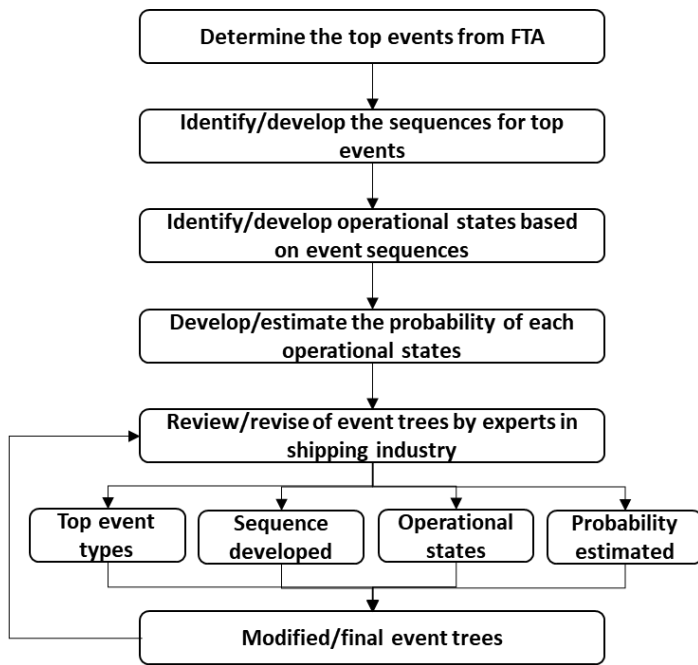 Determine the top events from FTA
Identify/develop the sequences for top
events
Identify/develop operational states based
on event sequences
Develop/estimate the probability of each
operational states
Review/revise of event trees by experts in
shipping industry
Top event
types
Sequence
developed
Operational
states
Probability
estimated
Modified/final event trees